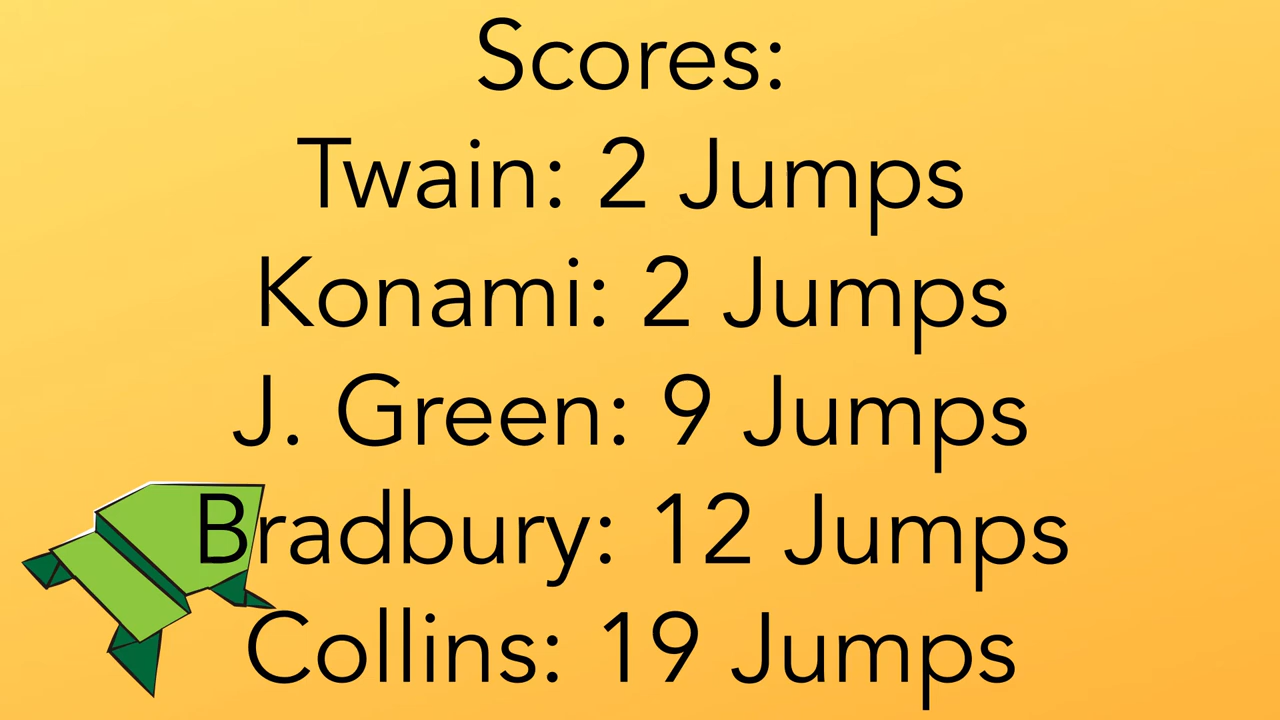 Scores:
Twain: 2 Jumps
Konami: 2 Jumps
J. Green: 9 Jumps
Bradbury: 12 Jumps
Collins: 19 Jumps